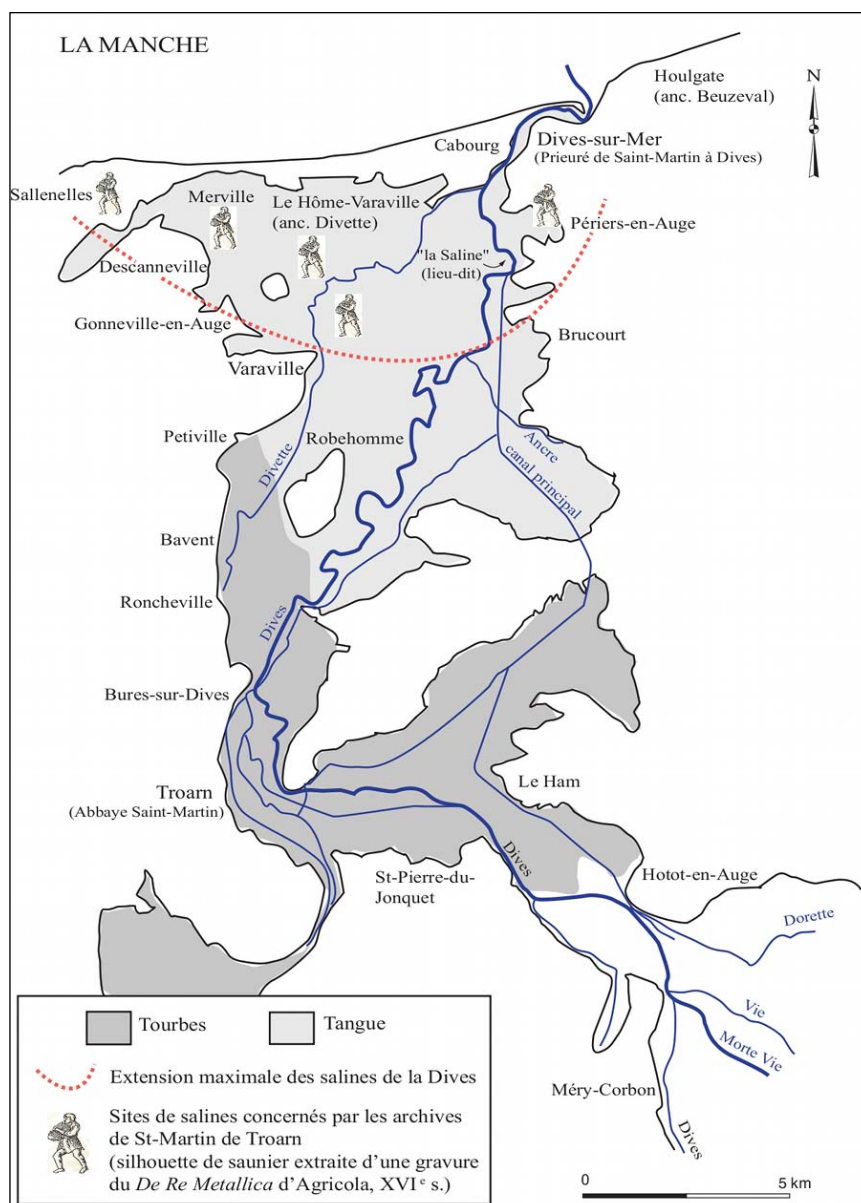 LA MANCHE
Houlgate
(anc. Beuzeval)
N
Cabourg
Dives-sur-Mer
(Prieuré de Saint-Martin à Dives)
Sallenelles
Merville
Le Hôme-Varaville
(anc. Divette)
Périers-en-Auge
"la Saline"
(lieu-dit)
Descanneville
Gonneville-en-Auge
Brucourt
Varaville
Petiville
Robehomme
Divette
Ancre
canal principal
Bavent
Roncheville
Dives
Bures-sur-Dives
Troarn
(Abbaye Saint-Martin)
Le Ham
St-Pierre-du-
Jonquet
Dives
Hotot-en-Auge
Dorette
Vie
Morte Vie
Méry-Corbon
Dives
Tourbes
Tangue
Extension maximale des salines de la Dives
Sites de salines concernés par les archives
de St-Martin de Troarn
(silhouette de saunier extraite d'une gravure
du De Re Metallica d'Agricola, XVIe s.)
0
5 km